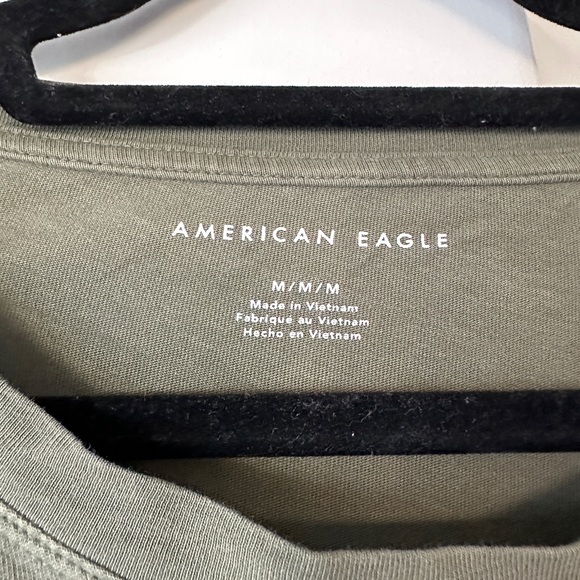 AMERICAN EAGLE
M/M/M
Made in Vietnam
Fabriqué au Vietnam
Hecho en Vietnam